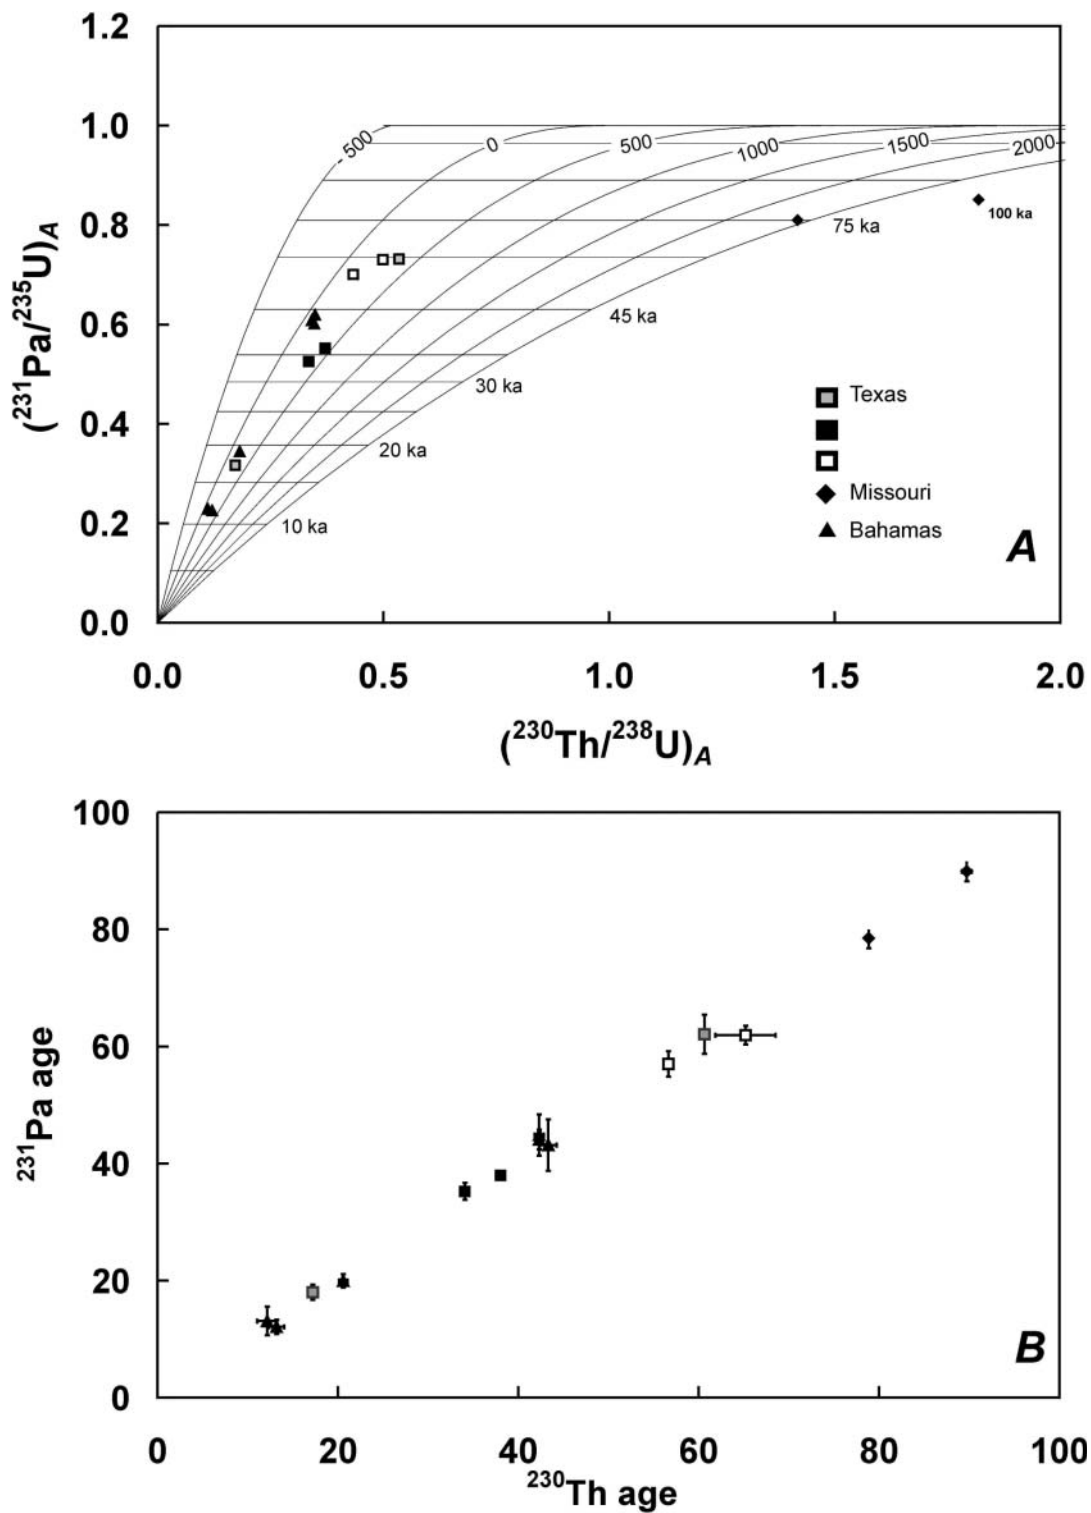 1.2
1.0
0.8
0.6
0.4
0.2
0.0
(²³¹Pa/²³⁵U)A
- 500
0
500
1000
1500
2000
100 ka
75 ka
45 ka
30 ka
20 ka
10 ka
Texas
Missouri
Bahamas
A
0.0 0.5 1.0 1.5 2.0
(²³⁰Th/²³⁸U)A
100
80
60
40
20
0
²³¹Pa age
B
0 20 40 60 80 100
²³⁰Th age